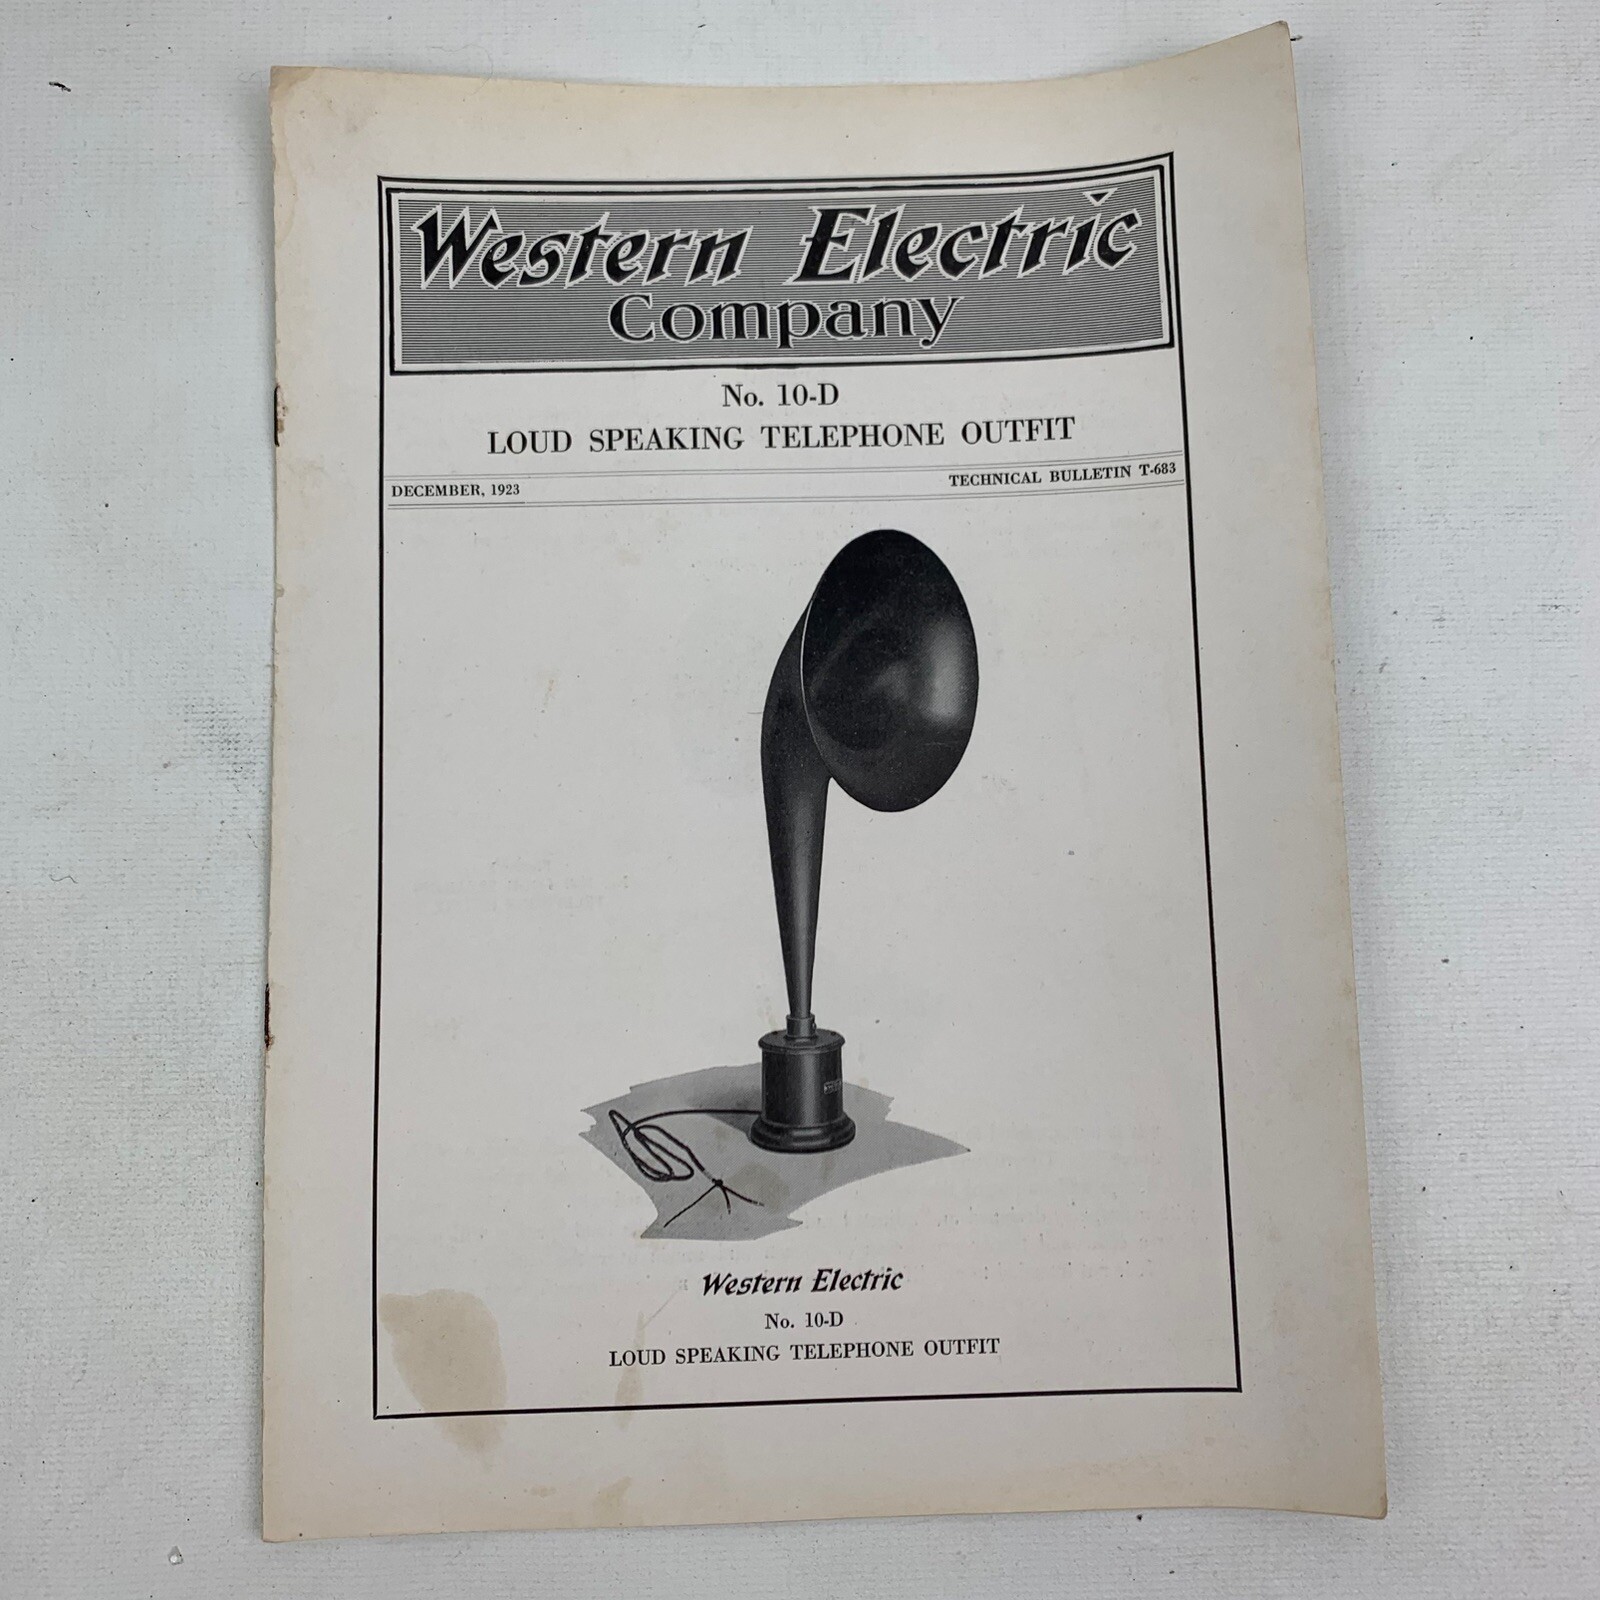 Western Electric
Company
No. 10-D
LOUD SPEAKING TELEPHONE OUTFIT
DECEMBER, 1923
TECHNICAL BULLETIN T-683
Western Electric
No. 10-D
LOUD SPEAKING TELEPHONE OUTFIT